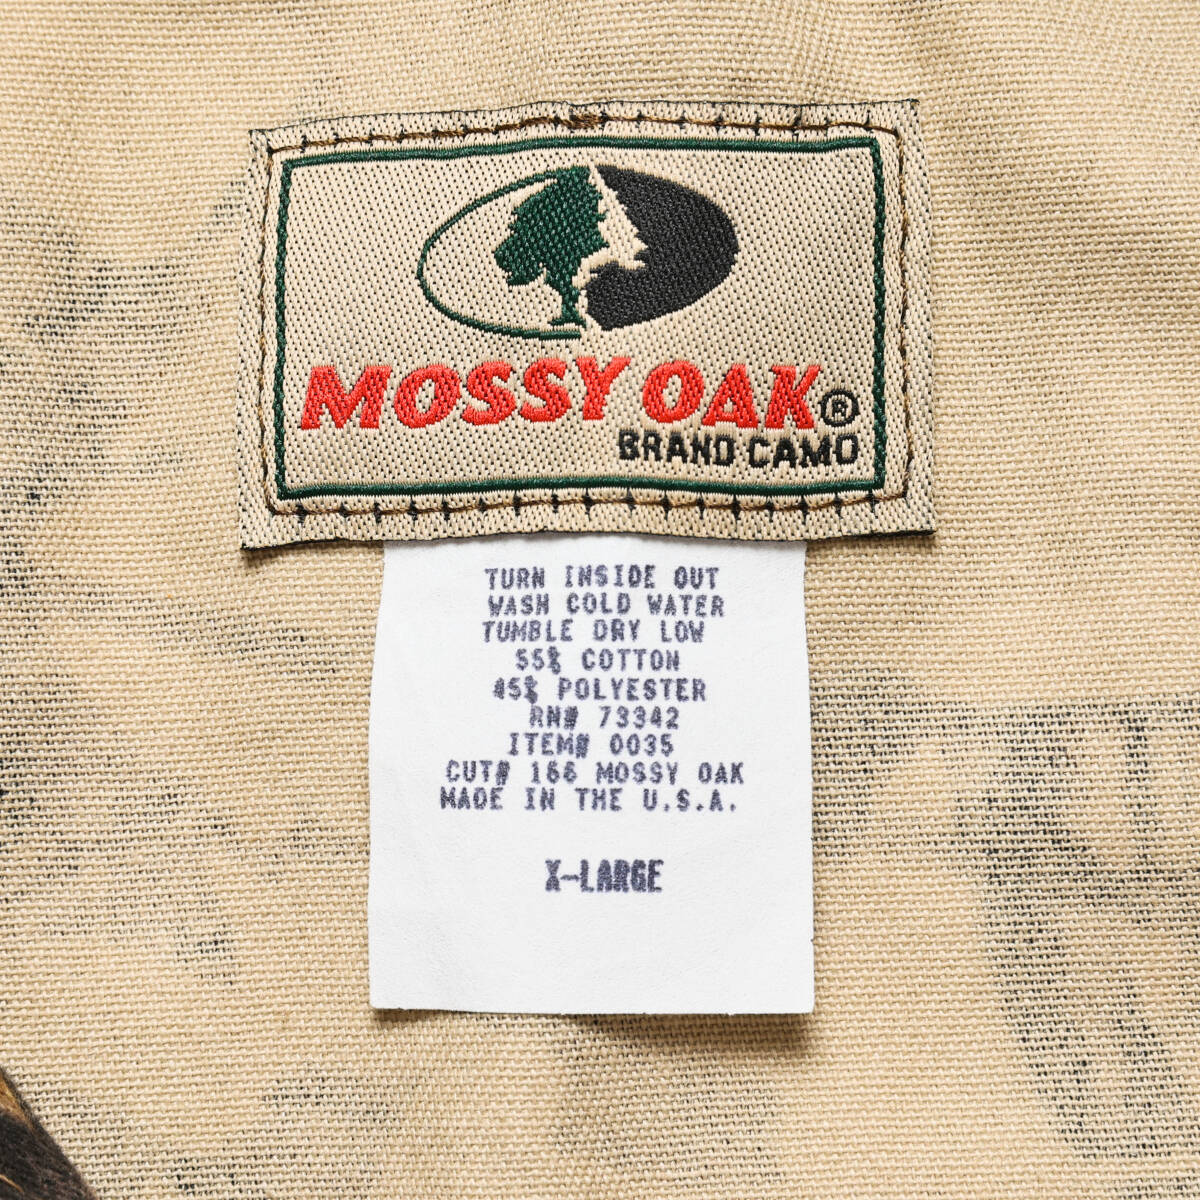 MOSSY OAK®
BRAND CAMO
TURN INSIDE OUT
WASH COLD WATER
TUMBLE DRY LOW
55% COTTON
45% POLYESTER
RN# 73342
ITEM# 0035
CUT# 166 MOSSY OAK
MADE IN THE U.S.A.
X-LARGE